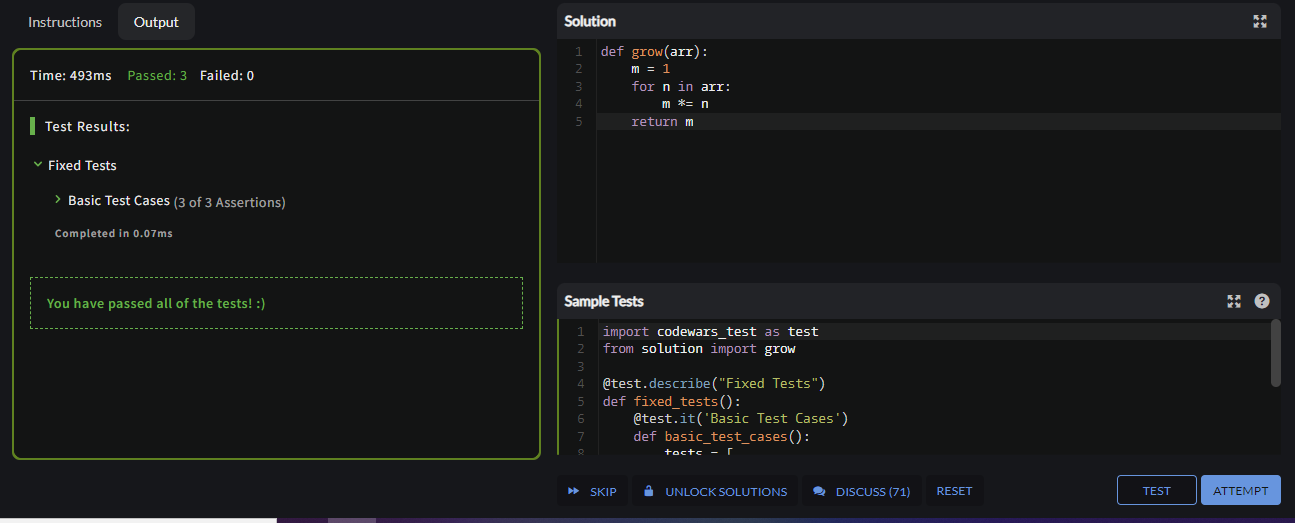 Instructions Output
Time: 493ms Passed: 3 Failed: 0
Test Results:
Fixed Tests
Basic Test Cases (3 of 3 Assertions)
Completed in 0.07ms
You have passed all of the tests! :)
Solution
1 def grow(arr):
2     m = 1
3     for n in arr:
4         m *= n
5     return m
Sample Tests
?
1 import codewars_test as test
2 from solution import grow
3
4 @test.describe("Fixed Tests")
5 def fixed_tests():
6     @test.it('Basic Test Cases')
7     def basic_test_cases():
8         tests = [
SKIP UNLOCK SOLUTIONS DISCUSS (71) RESET TEST ATTEMPT